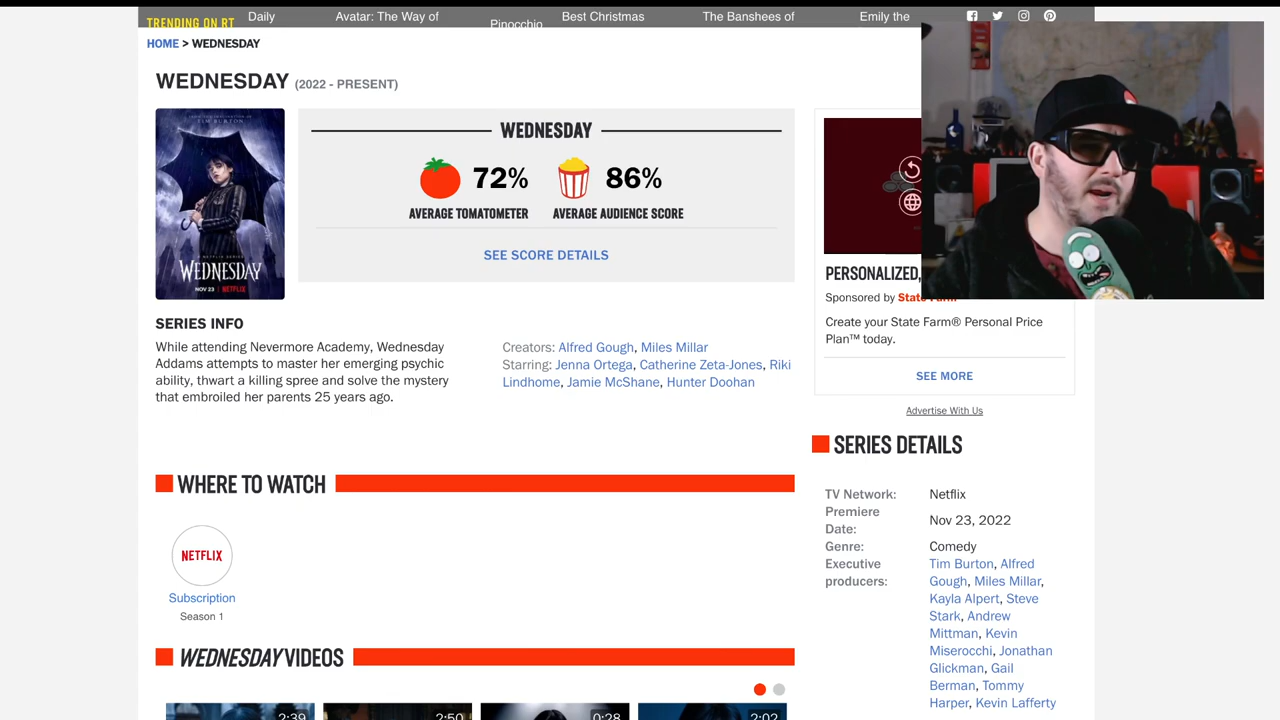 TRENDING ON RT
Daily
Avatar: The Way of
Pinocchio
Best Christmas
The Banshees of
Emily the
HOME > WEDNESDAY
WEDNESDAY (2022 - PRESENT)
TIM BURTON
WEDNESDAY
NOV 23 | NETFLIX
WEDNESDAY
72% 86%
AVERAGE TOMATOMETER AVERAGE AUDIENCE SCORE
SEE SCORE DETAILS
SERIES INFO
While attending Nevermore Academy, Wednesday
Addams attempts to master her emerging psychic
ability, thwart a killing spree and solve the mystery
that embroiled her parents 25 years ago.
Creators: Alfred Gough, Miles Millar
Starring: Jenna Ortega, Catherine Zeta-Jones, Riki
Lindhome, Jamie McShane, Hunter Doohan
WHERE TO WATCH
NETFLIX
Subscription
Season 1
WEDNESDAY VIDEOS
2:39
2:50
0:28
2:02
PERSONALIZED,
Sponsored by State Farm
Create your State Farm® Personal Price
Plan™ today.
SEE MORE
Advertise With Us
SERIES DETAILS
TV Network: Netflix
Premiere
Date: Nov 23, 2022
Genre: Comedy
Executive
producers:
Tim Burton, Alfred
Gough, Miles Millar,
Kayla Alpert, Steve
Stark, Andrew
Mittman, Kevin
Miserocchi, Jonathan
Glickman, Gail
Berman, Tommy
Harper, Kevin Lafferty